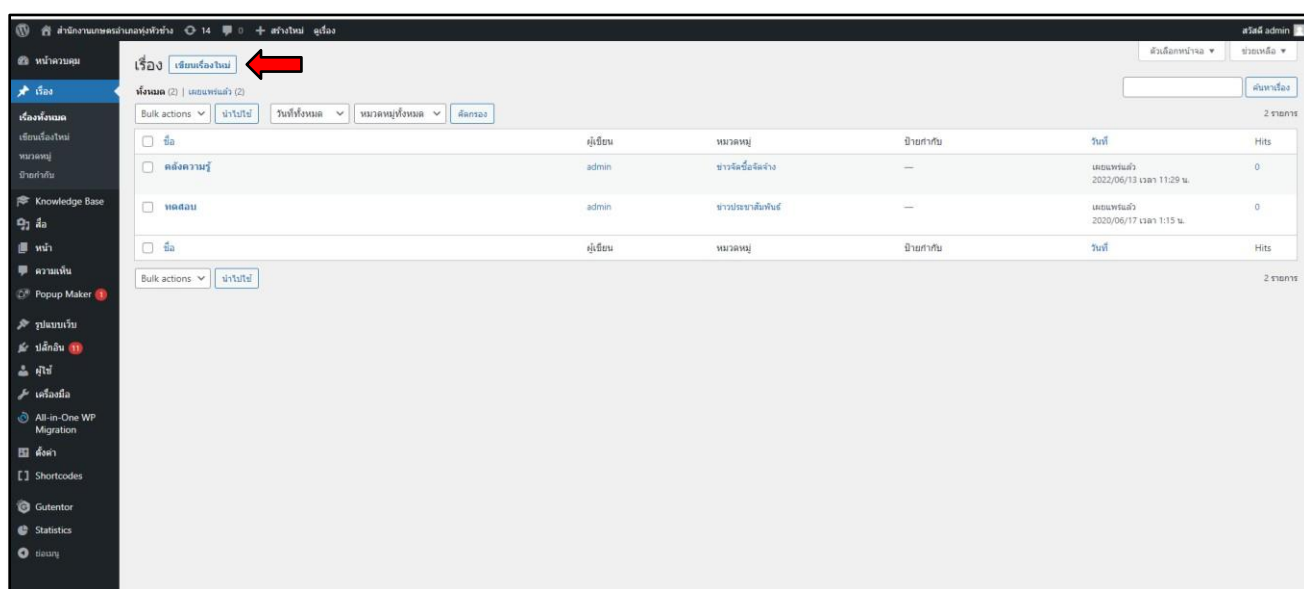 สำนักงานเกษตรอำเภอทุ่งหัวช้าง 14 0 สร้างใหม่ ดูเรื่อง สวัสดี admin
ตัวเลือกหน้าจอ ช่วยเหลือ
เรื่อง เขียนเรื่องใหม่
ทั้งหมด (2) | เผยแพร่แล้ว (2)
ค้นหาเรื่อง
Bulk actions นำไปใช้ วันที่ทั้งหมด หมวดหมู่ทั้งหมด คัดกรอง 2 รายการ
ชื่อ ผู้เขียน หมวดหมู่ ป้ายกำกับ วันที่ Hits
คลังความรู้ admin ข่าวจัดซื้อจัดจ้าง — เผยแพร่แล้ว 0
2022/06/13 เวลา 11:29 น.
ทดสอบ admin ข่าวประชาสัมพันธ์ — เผยแพร่แล้ว 0
2020/06/17 เวลา 1:15 น.
ชื่อ ผู้เขียน หมวดหมู่ ป้ายกำกับ วันที่ Hits
Bulk actions นำไปใช้ 2 รายการ
หน้าควบคุม
เรื่อง
เรื่องทั้งหมด
เขียนเรื่องใหม่
หมวดหมู่
ป้ายกำกับ
Knowledge Base
สื่อ
หน้า
ความเห็น
Popup Maker 1
รูปแบบเว็บ
ปลั๊กอิน 11
ผู้ใช้
เครื่องมือ
All-in-One WP
Migration
ตั้งค่า
[ ] Shortcodes
Gutentor
Statistics
ย่อเมนู